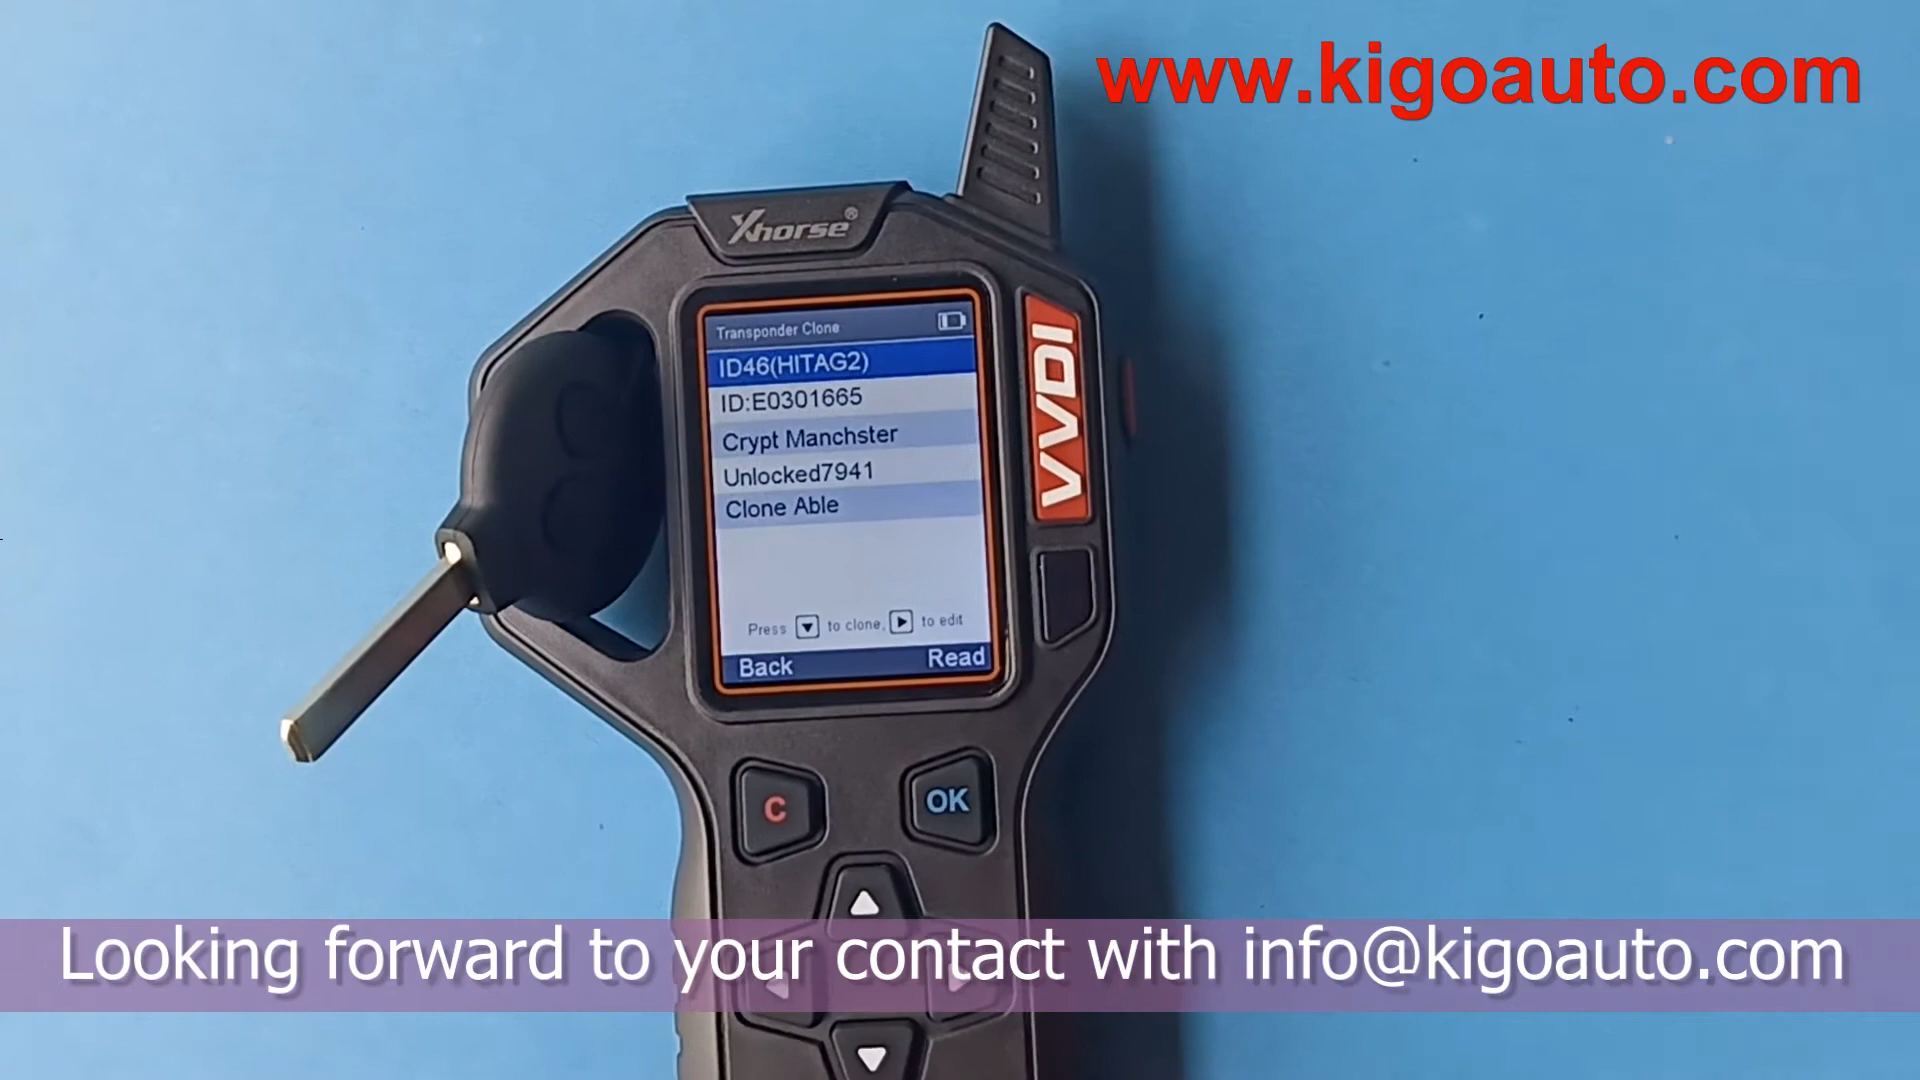 www.kigoauto.com
Xhorse®
Transponder Clone
ID46(HITAG2)
ID:E0301665
Crypt Manchster
Unlocked7941
Clone Able
Press ▼ to clone, ▶ to edit
Back Read
VVDI
C OK
Looking forward to your contact with info@kigoauto.com